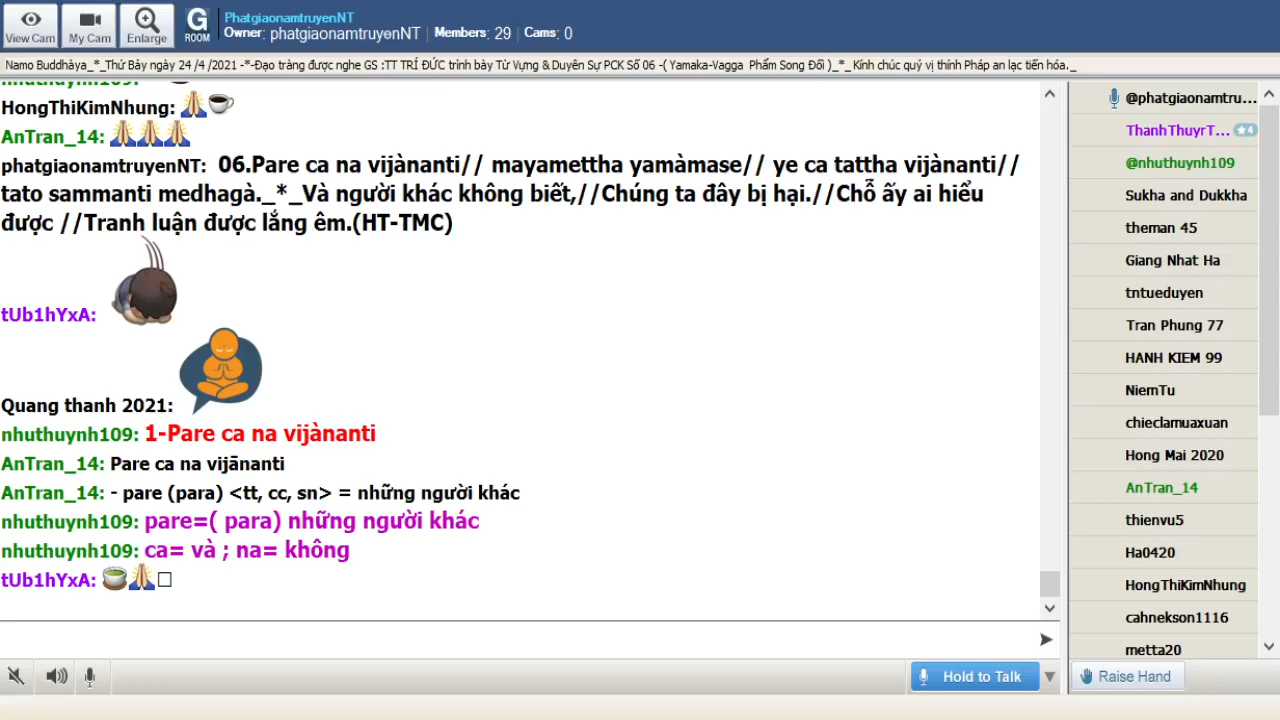 View Cam
My Cam
Enlarge
G
ROOM
PhatgiaonamtruyenNT
Owner: phatgiaonamtruyenNT Members: 29 Cams: 0
Namo Buddhàya_*_Thứ Bảy ngày 24 /4 /2021 -*-Đạo tràng được nghe GS :TT TRÍ ĐỨC trình bày Từ Vựng & Duyên Sự PCK Số 06 -( Yamaka-Vagga Phẩm Song Đối )_*_ Kính chúc quý vị thính Pháp an lạc tiến hóa._
HongThiKimNhung:
AnTran_14:
phatgiaonamtruyenNT: 06.Pare ca na vijànanti// mayamettha yamàmase// ye ca tattha vijànanti//
tato sammanti medhagà._*_Và người khác không biết,//Chúng ta đây bị hại.//Chỗ ấy ai hiểu
được //Tranh luận được lắng êm.(HT-TMC)
tUb1hYxA:
Quang thanh 2021:
nhuthuynh109: 1-Pare ca na vijànanti
AnTran_14: Pare ca na vijānanti
AnTran_14: - pare (para) <tt, cc, sn> = những người khác
nhuthuynh109: pare=( para) những người khác
nhuthuynh109: ca= và ; na= không
tUb1hYxA:
Hold to Talk
@phatgiaonamtru...
ThanhThuyrT... 4
@nhuthuynh109
Sukha and Dukkha
theman 45
Giang Nhat Ha
tntueduyen
Tran Phung 77
HANH KIEM 99
NiemTu
chieclamuaxuan
Hong Mai 2020
AnTran_14
thienvu5
Ha0420
HongThiKimNhung
cahnekson1116
metta20
Raise Hand